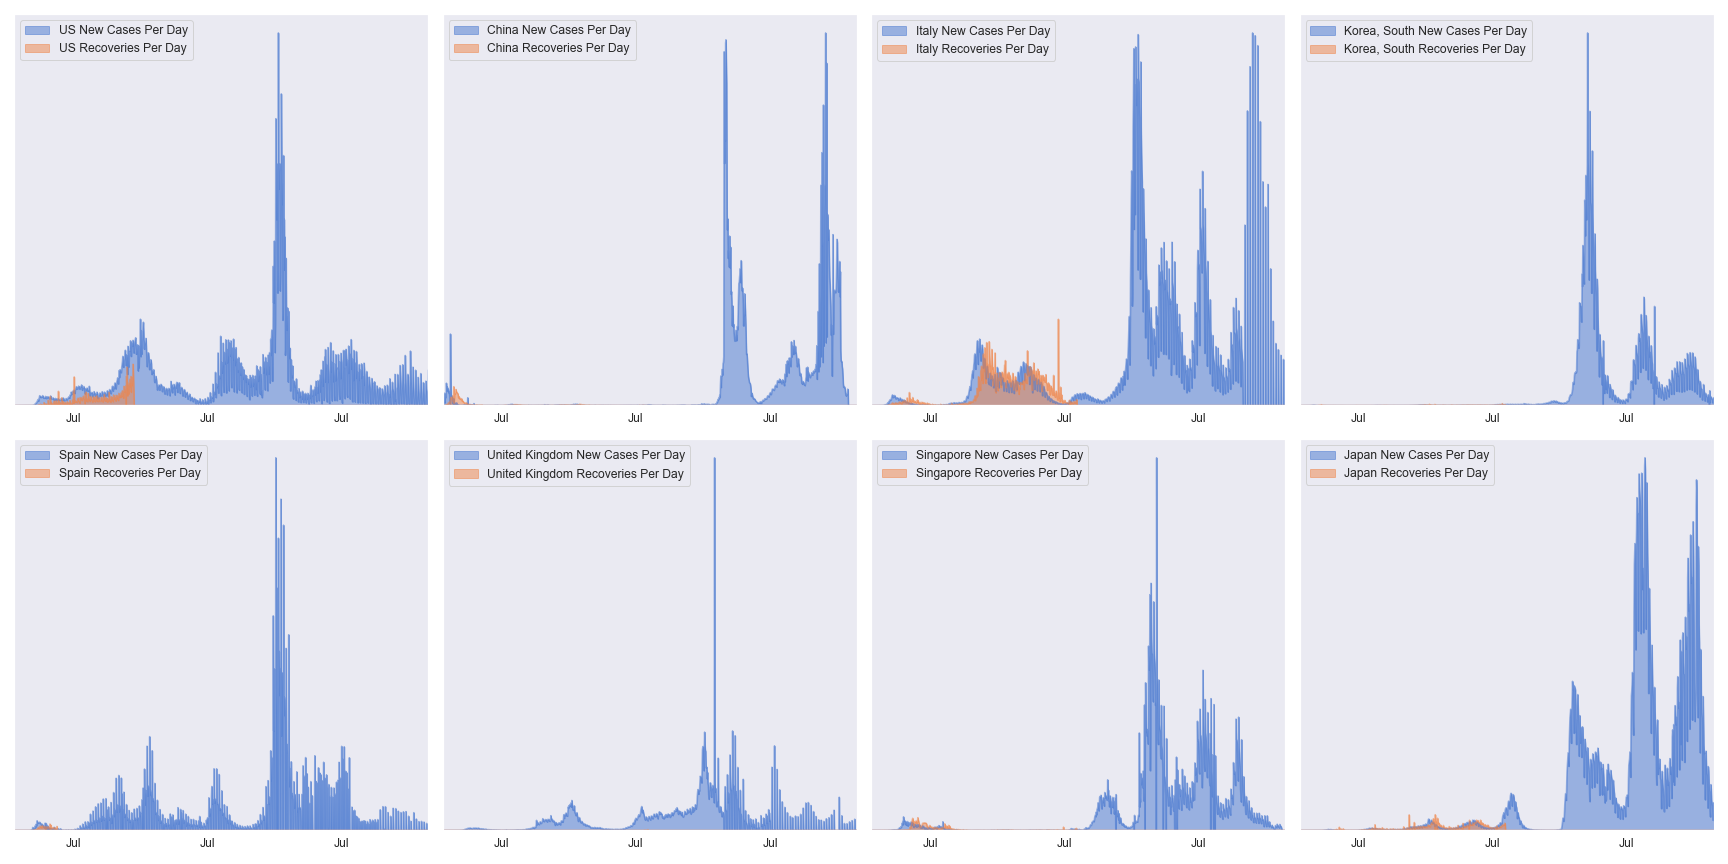 US New Cases Per Day
US Recoveries Per Day
China New Cases Per Day
China Recoveries Per Day
Italy New Cases Per Day
Italy Recoveries Per Day
Korea, South New Cases Per Day
Korea, South Recoveries Per Day
Jul Jul Jul
Jul Jul Jul
Jul Jul Jul
Jul Jul Jul
Spain New Cases Per Day
Spain Recoveries Per Day
United Kingdom New Cases Per Day
United Kingdom Recoveries Per Day
Singapore New Cases Per Day
Singapore Recoveries Per Day
Japan New Cases Per Day
Japan Recoveries Per Day
Jul Jul Jul
Jul Jul Jul
Jul Jul Jul
Jul Jul Jul